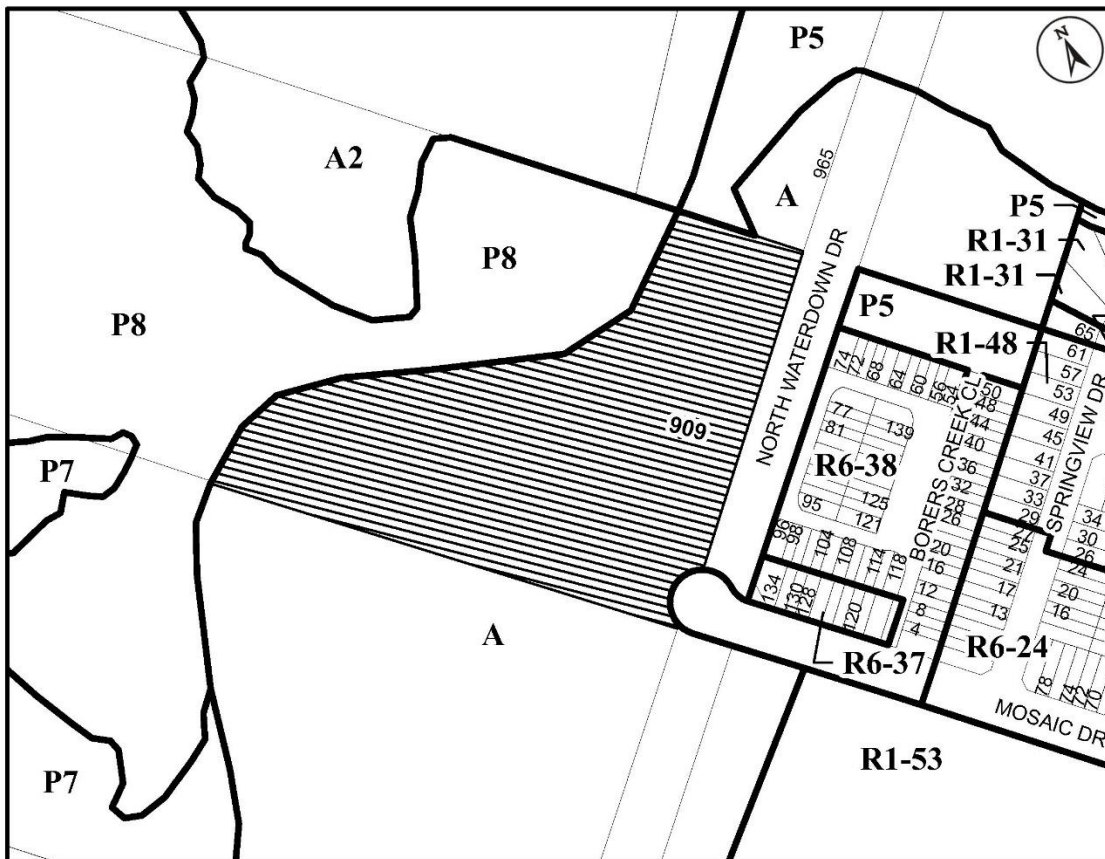 P5
N
A2
965
A
P5
R1-31
R1-31
P8
P8
NORTH WATERDOWN DR
P5
R1-48
65
61
57
53
49
45
41
37
33
29
27
25
21
17
13
SPRINGVIEW DR
74
72
68
64
60
56
54
50
48
44
40
36
32
28
26
20
16
12
8
4
BORERS CREEK CL
77
81
139
R6-38
95
125
121
909
P7
96
98
104
108
114
118
134
130
128
120
34
30
26
24
20
16
R6-24
78
74
72
70
A
R6-37
MOSAIC DR
R1-53
P7